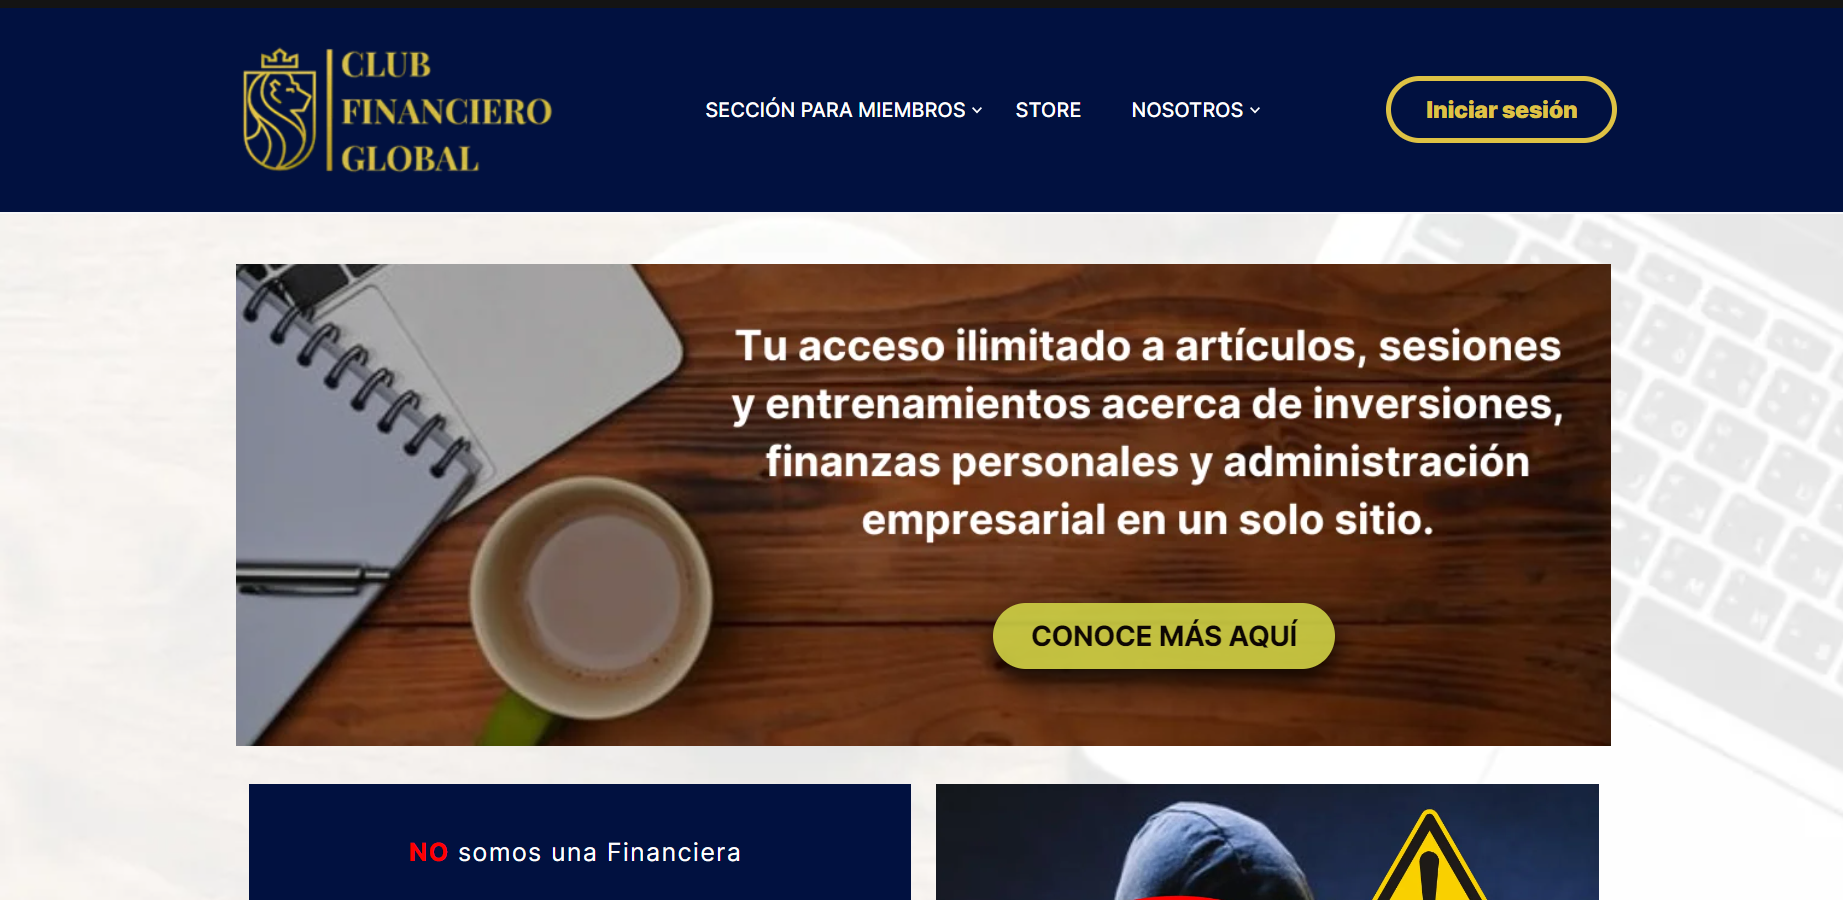 CLUB
FINANCIERO
GLOBAL
SECCIÓN PARA MIEMBROS
STORE
NOSOTROS
Iniciar sesión
Tu acceso ilimitado a artículos, sesiones
y entrenamientos acerca de inversiones,
finanzas personales y administración
empresarial en un solo sitio.
CONOCE MÁS AQUÍ
NO somos una Financiera